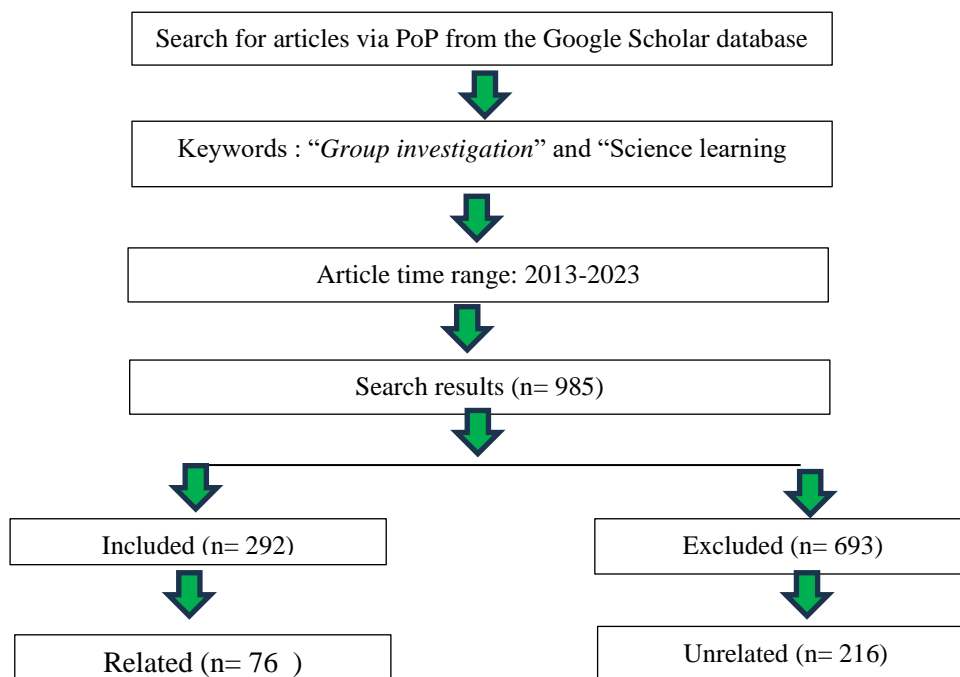 Search for articles via PoP from the Google Scholar database
Keywords : “Group investigation” and “Science learning
Article time range: 2013-2023
Search results (n= 985)
Included (n= 292)
Excluded (n= 693)
Related (n= 76 )
Unrelated (n= 216)